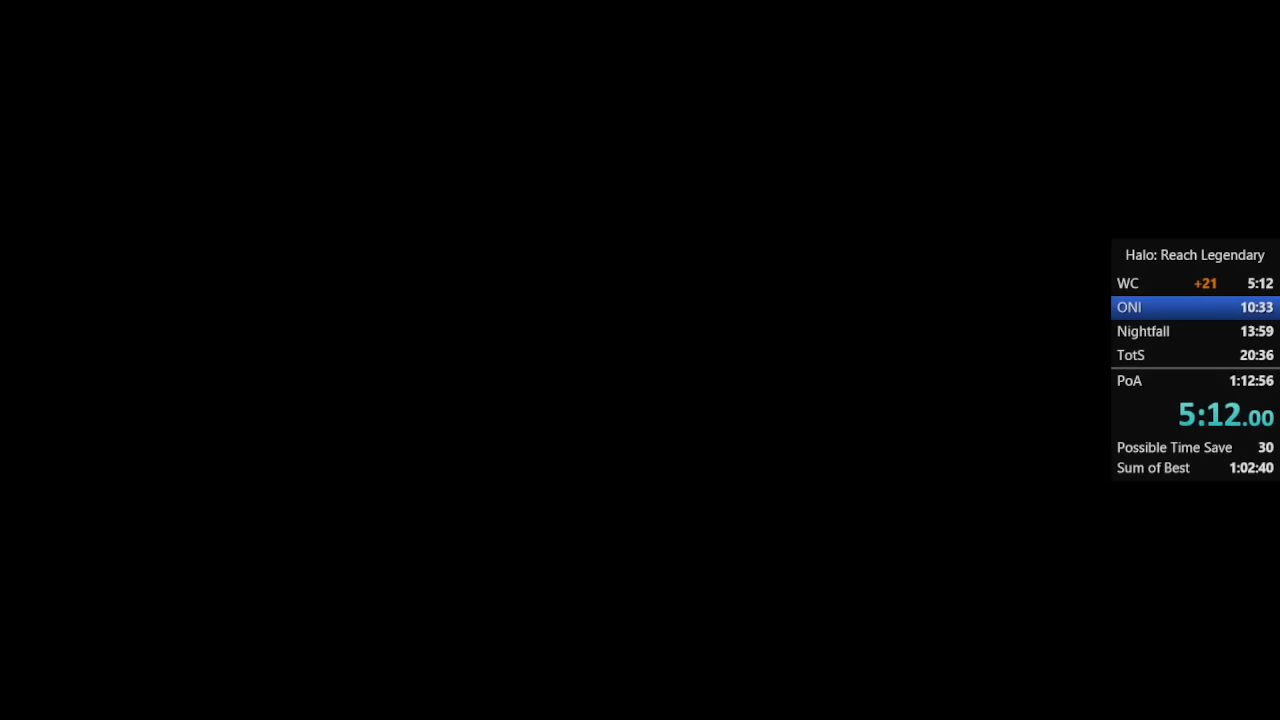 Halo: Reach Legendary
WC +21 5:12
ONI 10:33
Nightfall 13:59
TotS 20:36
PoA 1:12:56
5:12.00
Possible Time Save 30
Sum of Best 1:02:40